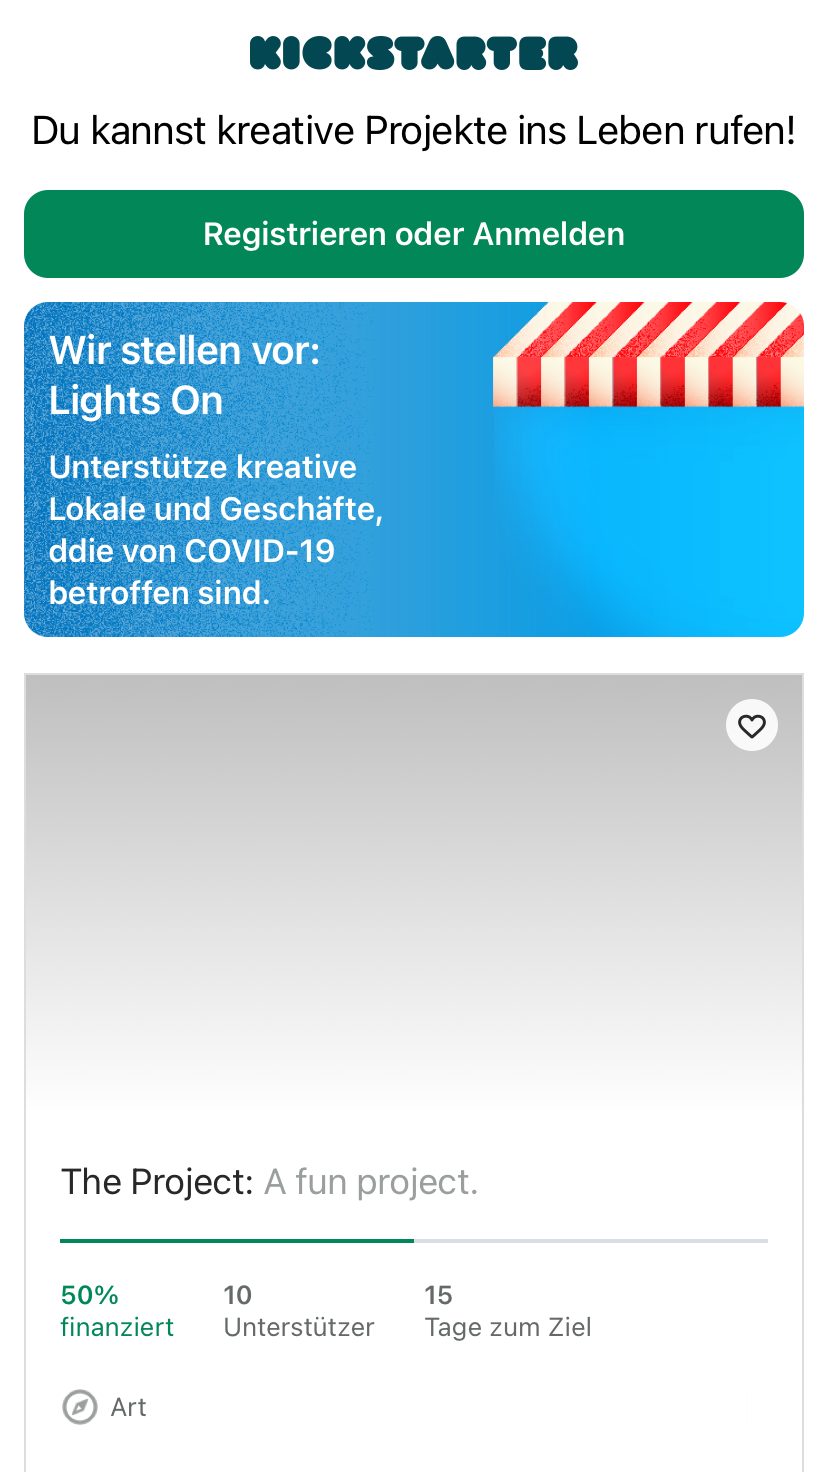 KICKSTARTER
Du kannst kreative Projekte ins Leben rufen!
Registrieren oder Anmelden
Wir stellen vor:
Lights On
Unterstütze kreative
Lokale und Geschäfte,
ddie von COVID-19
betroffen sind.
The Project: A fun project.
50%
finanziert
10
Unterstützer
15
Tage zum Ziel
Art